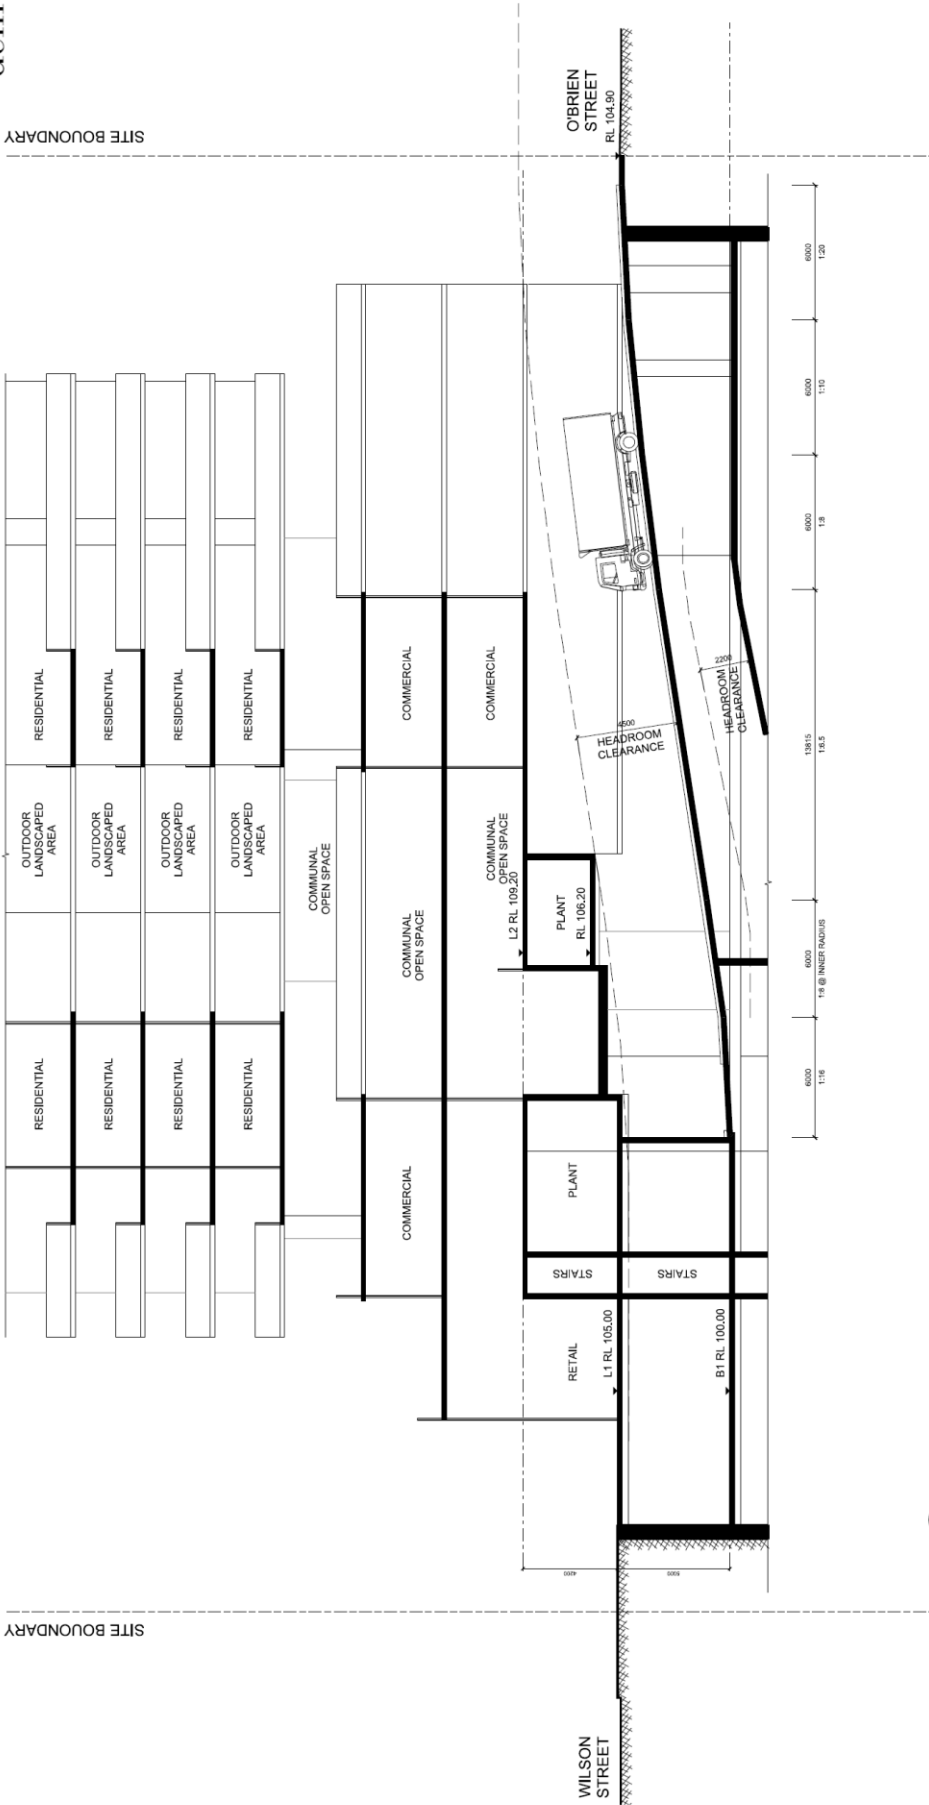 SITE BOUONDARY
SITE BOUONDARY
RESIDENTIAL
OUTDOOR
LANDSCAPED
AREA
RESIDENTIAL
RESIDENTIAL
OUTDOOR
LANDSCAPED
AREA
RESIDENTIAL
RESIDENTIAL
OUTDOOR
LANDSCAPED
AREA
RESIDENTIAL
RESIDENTIAL
OUTDOOR
LANDSCAPED
AREA
RESIDENTIAL
COMMUNAL
OPEN SPACE
COMMERCIAL
COMMUNAL
OPEN SPACE
COMMERCIAL
COMMUNAL
OPEN SPACE
COMMERCIAL
L2 RL 109.20
WILSON
STREET
RETAIL
STAIRS
PLANT
PLANT
RL 106.20
O'BRIEN
STREET
RL 104.90
L1 RL 105.00
4500
HEADROOM
CLEARANCE
4200
5000
STAIRS
B1 RL 100.00
2200
HEADROOM
CLEARANCE
6000
1:16
6000
1:8 @ INNER RADIUS
13815
1:6.5
6000
1:8
6000
1:10
6000
1:20